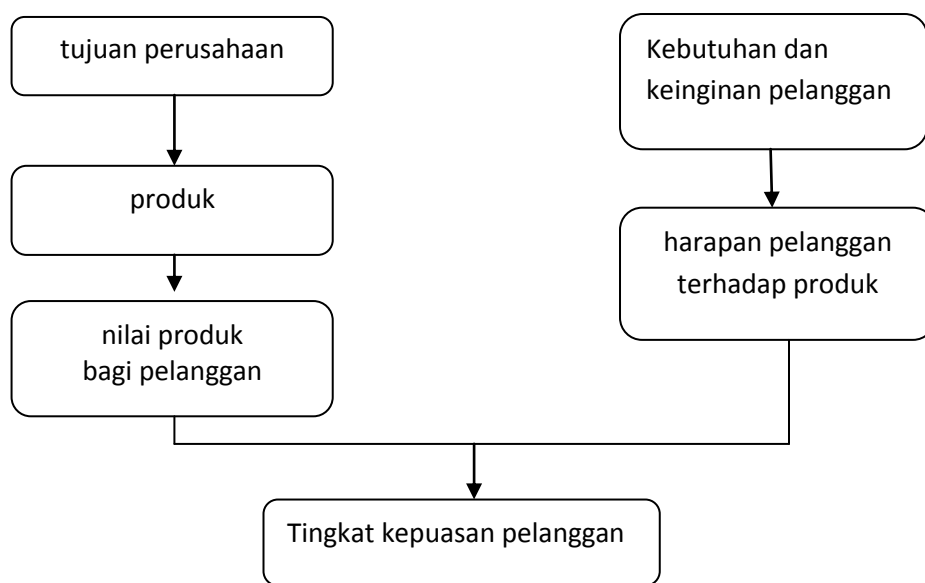 tujuan perusahaan
Kebutuhan dan
keinginan pelanggan
produk
harapan pelanggan
terhadap produk
nilai produk
bagi pelanggan
Tingkat kepuasan pelanggan